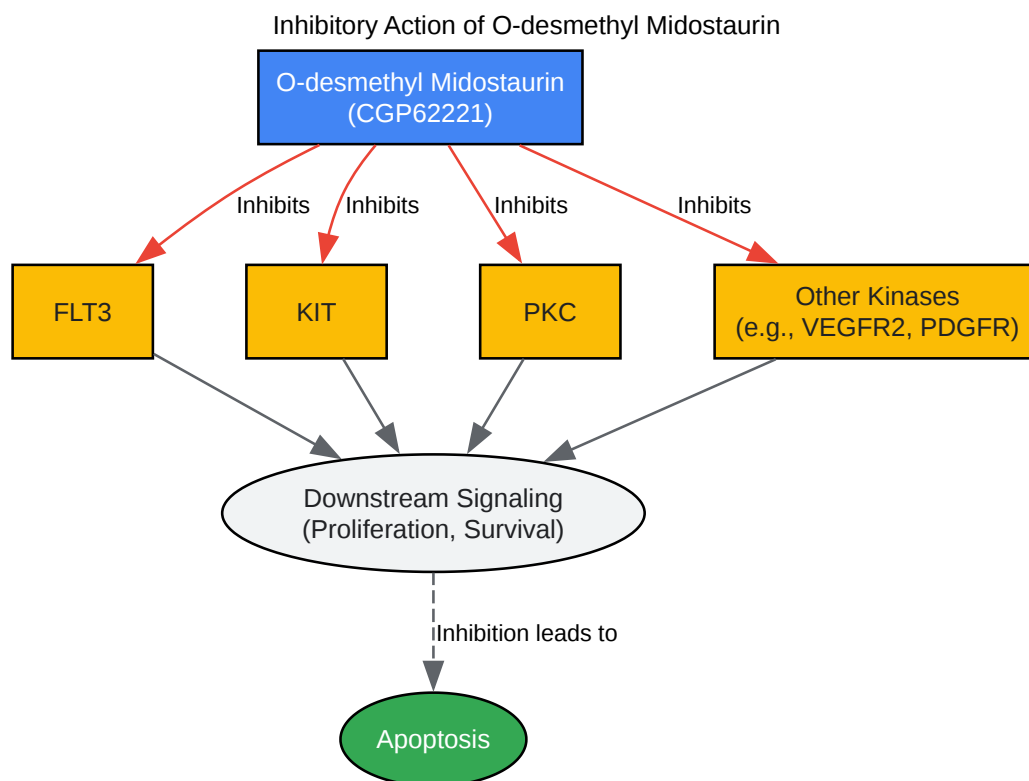 Inhibitory Action of O-desmethyl Midostaurin
O-desmethyl Midostaurin
(CGP62221)
Inhibits
Inhibits
Inhibits
Inhibits
FLT3
KIT
PKC
Other Kinases
(e.g., VEGFR2, PDGFR)
Downstream Signaling
(Proliferation, Survival)
Inhibition leads to
Apoptosis